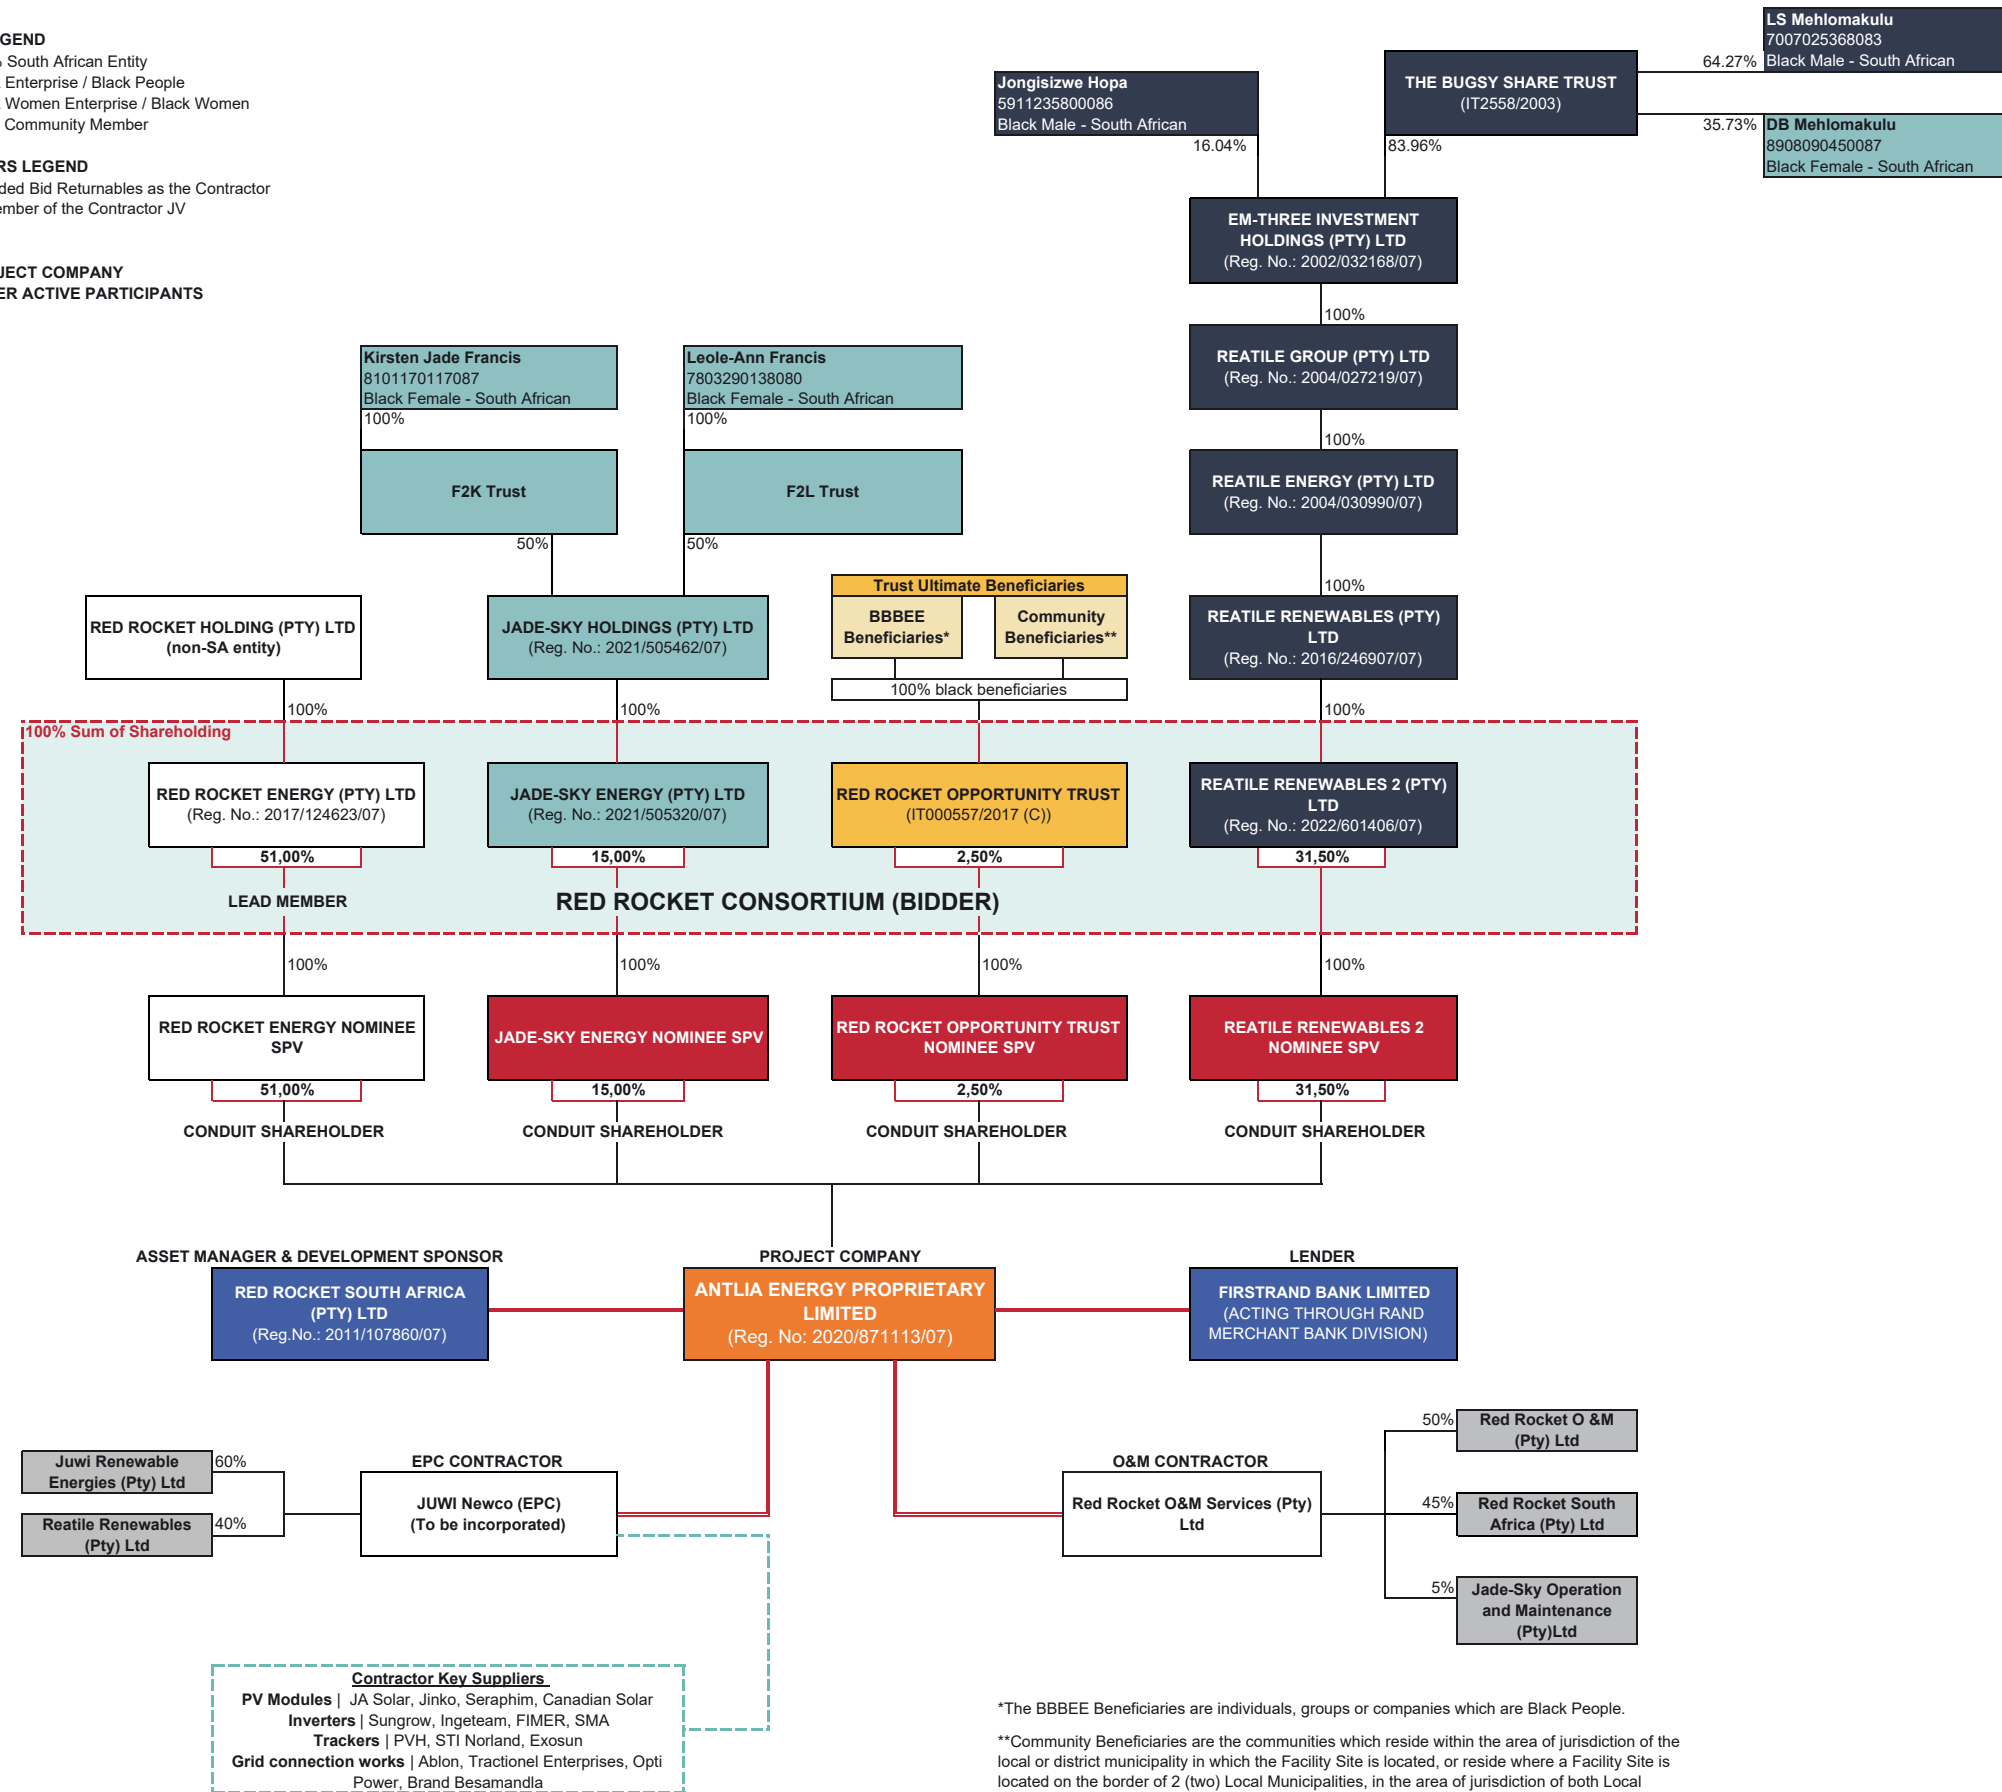 GEND
South African Entity
Enterprise / Black People
Women Enterprise / Black Women
Community Member
RS LEGEND
ded Bid Returnables as the Contractor
ember of the Contractor JV
JECT COMPANY
ER ACTIVE PARTICIPANTS
LS Mehlomakulu
7007025368083
Black Male - South African
64.27%
THE BUGSY SHARE TRUST
(IT2558/2003)
35.73%
DB Mehlomakulu
8908090450087
Black Female - South African
Jongisizwe Hopa
5911235800086
Black Male - South African
16.04%
83.96%
EM-THREE INVESTMENT
HOLDINGS (PTY) LTD
(Reg. No.: 2002/032168/07)
100%
REATILE GROUP (PTY) LTD
(Reg. No.: 2004/027219/07)
100%
REATILE ENERGY (PTY) LTD
(Reg. No.: 2004/030990/07)
100%
Kirsten Jade Francis
8101170117087
Black Female - South African
100%
F2K Trust
50%
Leole-Ann Francis
7803290138080
Black Female - South African
100%
F2L Trust
50%
RED ROCKET HOLDING (PTY) LTD
(non-SA entity)
100%
JADE-SKY HOLDINGS (PTY) LTD
(Reg. No.: 2021/505462/07)
100%
Trust Ultimate Beneficiaries
BBBEE
Beneficiaries*
Community
Beneficiaries**
100% black beneficiaries
REATILE RENEWABLES (PTY)
LTD
(Reg. No.: 2016/246907/07)
100%
100% Sum of Shareholding
RED ROCKET ENERGY (PTY) LTD
(Reg. No.: 2017/124623/07)
51,00%
LEAD MEMBER
JADE-SKY ENERGY (PTY) LTD
(Reg. No.: 2021/505320/07)
15,00%
RED ROCKET OPPORTUNITY TRUST
(IT000557/2017 (C))
2,50%
REATILE RENEWABLES 2 (PTY)
LTD
(Reg. No.: 2022/601406/07)
31,50%
RED ROCKET CONSORTIUM (BIDDER)
100%
100%
100%
100%
RED ROCKET ENERGY NOMINEE
SPV
51,00%
CONDUIT SHAREHOLDER
JADE-SKY ENERGY NOMINEE SPV
15,00%
CONDUIT SHAREHOLDER
RED ROCKET OPPORTUNITY TRUST
NOMINEE SPV
2,50%
CONDUIT SHAREHOLDER
REATILE RENEWABLES 2
NOMINEE SPV
31,50%
CONDUIT SHAREHOLDER
ASSET MANAGER & DEVELOPMENT SPONSOR
RED ROCKET SOUTH AFRICA
(PTY) LTD
(Reg.No.: 2011/107860/07)
PROJECT COMPANY
ANTLIA ENERGY PROPRIETARY
LIMITED
(Reg. No: 2020/871113/07)
LENDER
FIRSTRAND BANK LIMITED
(ACTING THROUGH RAND
MERCHANT BANK DIVISION)
Juwi Renewable
Energies (Pty) Ltd
60%
Reatile Renewables
(Pty) Ltd
40%
EPC CONTRACTOR
JUWI Newco (EPC)
(To be incorporated)
O&M CONTRACTOR
Red Rocket O&M Services (Pty)
Ltd
50%
Red Rocket O &M
(Pty) Ltd
45%
Red Rocket South
Africa (Pty) Ltd
5%
Jade-Sky Operation
and Maintenance
(Pty)Ltd
Contractor Key Suppliers
PV Modules | JA Solar, Jinko, Seraphim, Canadian Solar
Inverters | Sungrow, Ingeteam, FIMER, SMA
Trackers | PVH, STI Norland, Exosun
Grid connection works | Ablon, Tractionel Enterprises, Opti
Power, Brand Besamandla
*The BBBEE Beneficiaries are individuals, groups or companies which are Black People.
**Community Beneficiaries are the communities which reside within the area of jurisdiction of the
local or district municipality in which the Facility Site is located, or reside where a Facility Site is
located on the border of 2 (two) Local Municipalities, in the area of jurisdiction of both Local